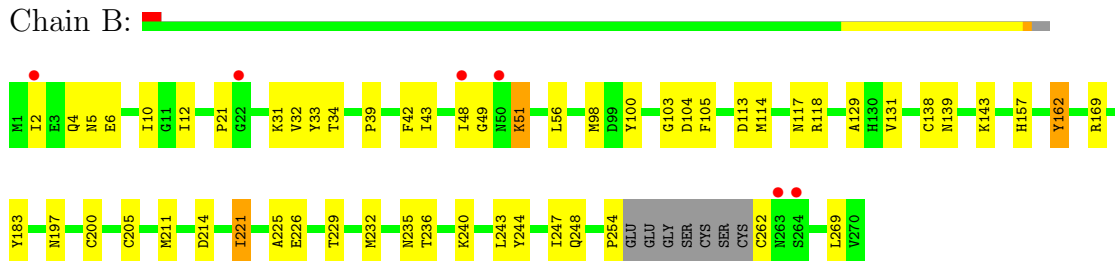 Chain B:
M1 I2 E3 Q4 N5 E6 I10 G11 I12 P21 G22 K31 V32 Y33 T34 P39 F42 I43 I48 G49 N50 K51 L56 M98 D99 Y100 G103 D104 F105 D113 M114 N117 R118 A129 H130 V131 C138 N139 K143 H157 Y162 R169
Y183 N197 C200 C205 M211 D214 I221 A225 E226 T229 M232 N235 T236 K240 L243 Y244 I247 Q248 P254 GLU GLU GLY SER CYS SER CYS C262 N263 S264 L269 V270